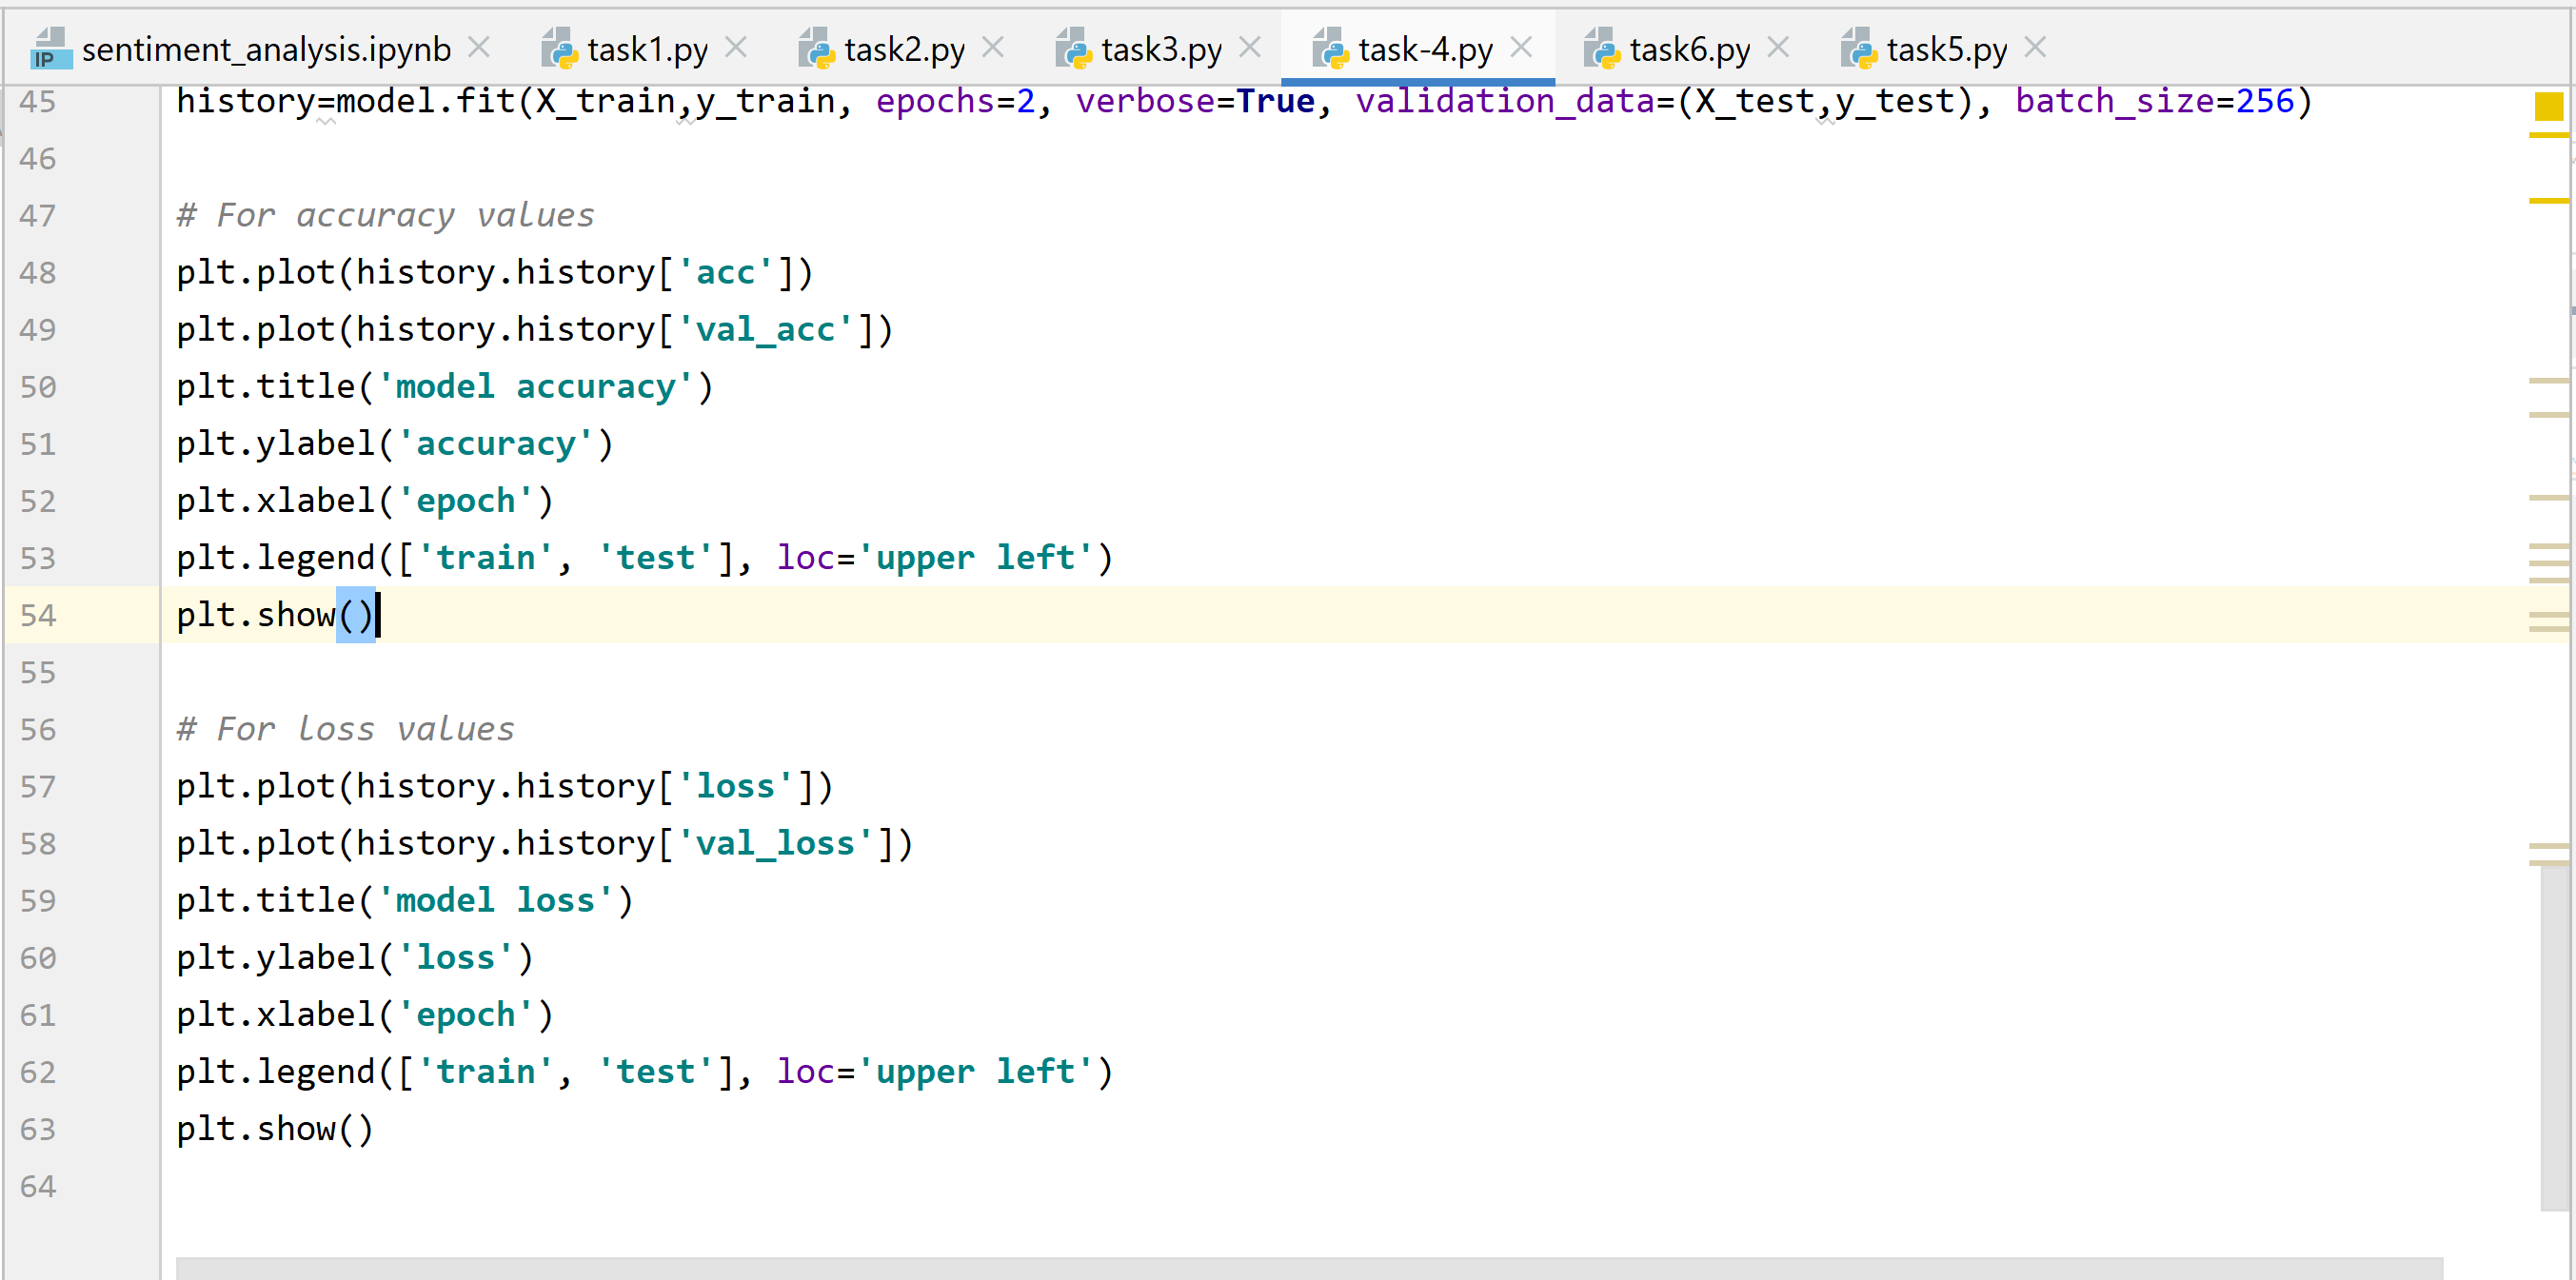 sentiment_analysis.ipynb task1.py task2.py task3.py task-4.py task6.py task5.py
45 history=model.fit(X_train,y_train, epochs=2, verbose=True, validation_data=(X_test,y_test), batch_size=256)
46
47 # For accuracy values
48 plt.plot(history.history['acc'])
49 plt.plot(history.history['val_acc'])
50 plt.title('model accuracy')
51 plt.ylabel('accuracy')
52 plt.xlabel('epoch')
53 plt.legend(['train', 'test'], loc='upper left')
54 plt.show()
55
56 # For loss values
57 plt.plot(history.history['loss'])
58 plt.plot(history.history['val_loss'])
59 plt.title('model loss')
60 plt.ylabel('loss')
61 plt.xlabel('epoch')
62 plt.legend(['train', 'test'], loc='upper left')
63 plt.show()
64